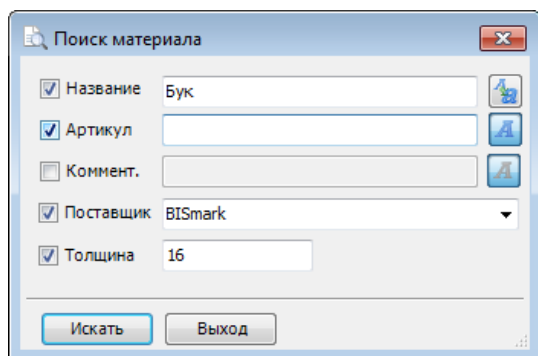 Поиск материала
Название Бук
Артикул
Коммент.
Поставщик BISmark
Толщина 16
Искать Выход